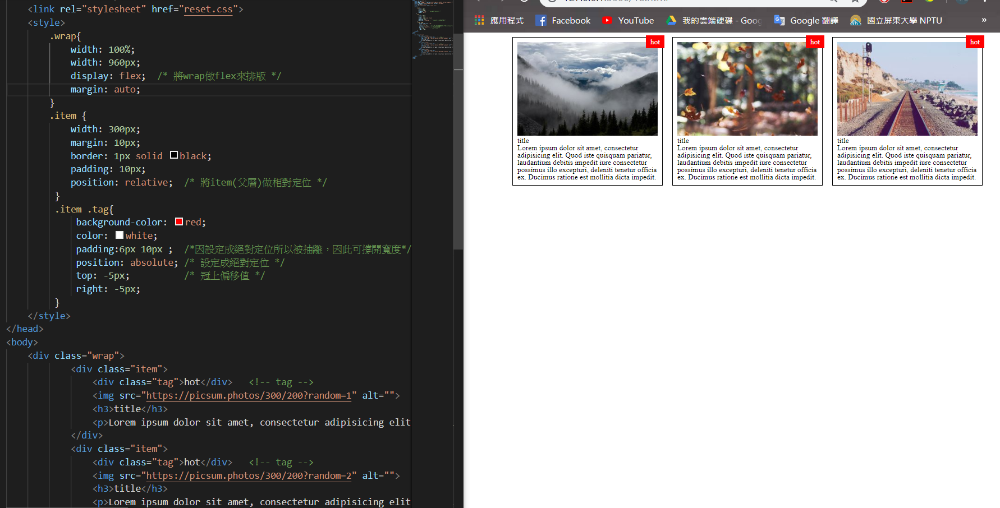 <link rel="stylesheet" href="reset.css">
<style>
.wrap{
width: 100%;
width: 960px;
display: flex; /* 將wrap做flex來排版 */
margin: auto;
}
.item {
width: 300px;
margin: 10px;
border: 1px solid black;
padding: 10px;
position: relative; /* 將item(父層)做相對定位 */
}
.item .tag{
background-color: red;
color: white;
padding:6px 10px ; /*因設定成絕對定位所以被抽離，因此可撐開寬度*/
position: absolute; /* 設定成絕對定位 */
top: -5px; /* 冠上偏移值 */
right: -5px;
}
</style>
</head>
<body>
<div class="wrap">
<div class="item">
<div class="tag">hot</div> <!-- tag -->
<img src="https://picsum.photos/300/200?random=1" alt="">
<h3>title</h3>
<p>Lorem ipsum dolor sit amet, consectetur adipisicing elit
</div>
<div class="item">
<div class="tag">hot</div> <!-- tag -->
<img src="https://picsum.photos/300/200?random=2" alt="">
<h3>title</h3>
<p>Lorem ipsum dolor sit amet, consectetur adipisicing elit
應用程式 Facebook YouTube 我的雲端硬碟 - Goog Google 翻譯 國立屏東大學 NPTU »
hot
title
Lorem ipsum dolor sit amet, consectetur
adipisicing elit. Quod iste quisquam pariatur,
laudantium debitis impedit iure consectetur
possimus illo excepturi, deleniti tenetur officia
ex. Ducimus ratione est mollitia dicta impedit.
hot
title
Lorem ipsum dolor sit amet, consectetur
adipisicing elit. Quod iste quisquam pariatur,
laudantium debitis impedit iure consectetur
possimus illo excepturi, deleniti tenetur officia
ex. Ducimus ratione est mollitia dicta impedit.
hot
title
Lorem ipsum dolor sit amet, consectetur
adipisicing elit. Quod iste quisquam pariatur,
laudantium debitis impedit iure consectetur
possimus illo excepturi, deleniti tenetur officia
ex. Ducimus ratione est mollitia dicta impedit.